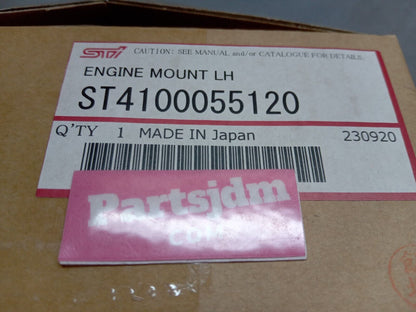 STI CAUTION: SEE MANUAL and/or CATALOGUE FOR DETAILS.
ENGINE MOUNT LH
ST4100055120
Q'TY 1 MADE IN Japan 230920
Partsjdm
.com